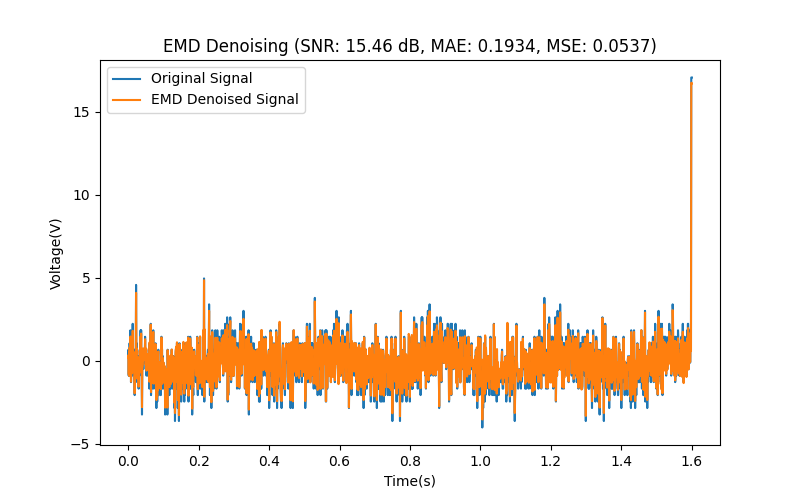 EMD Denoising (SNR: 15.46 dB, MAE: 0.1934, MSE: 0.0537)
Original Signal
EMD Denoised Signal
15
10
5
0
−5
Voltage(V)
0.0 0.2 0.4 0.6 0.8 1.0 1.2 1.4 1.6
Time(s)